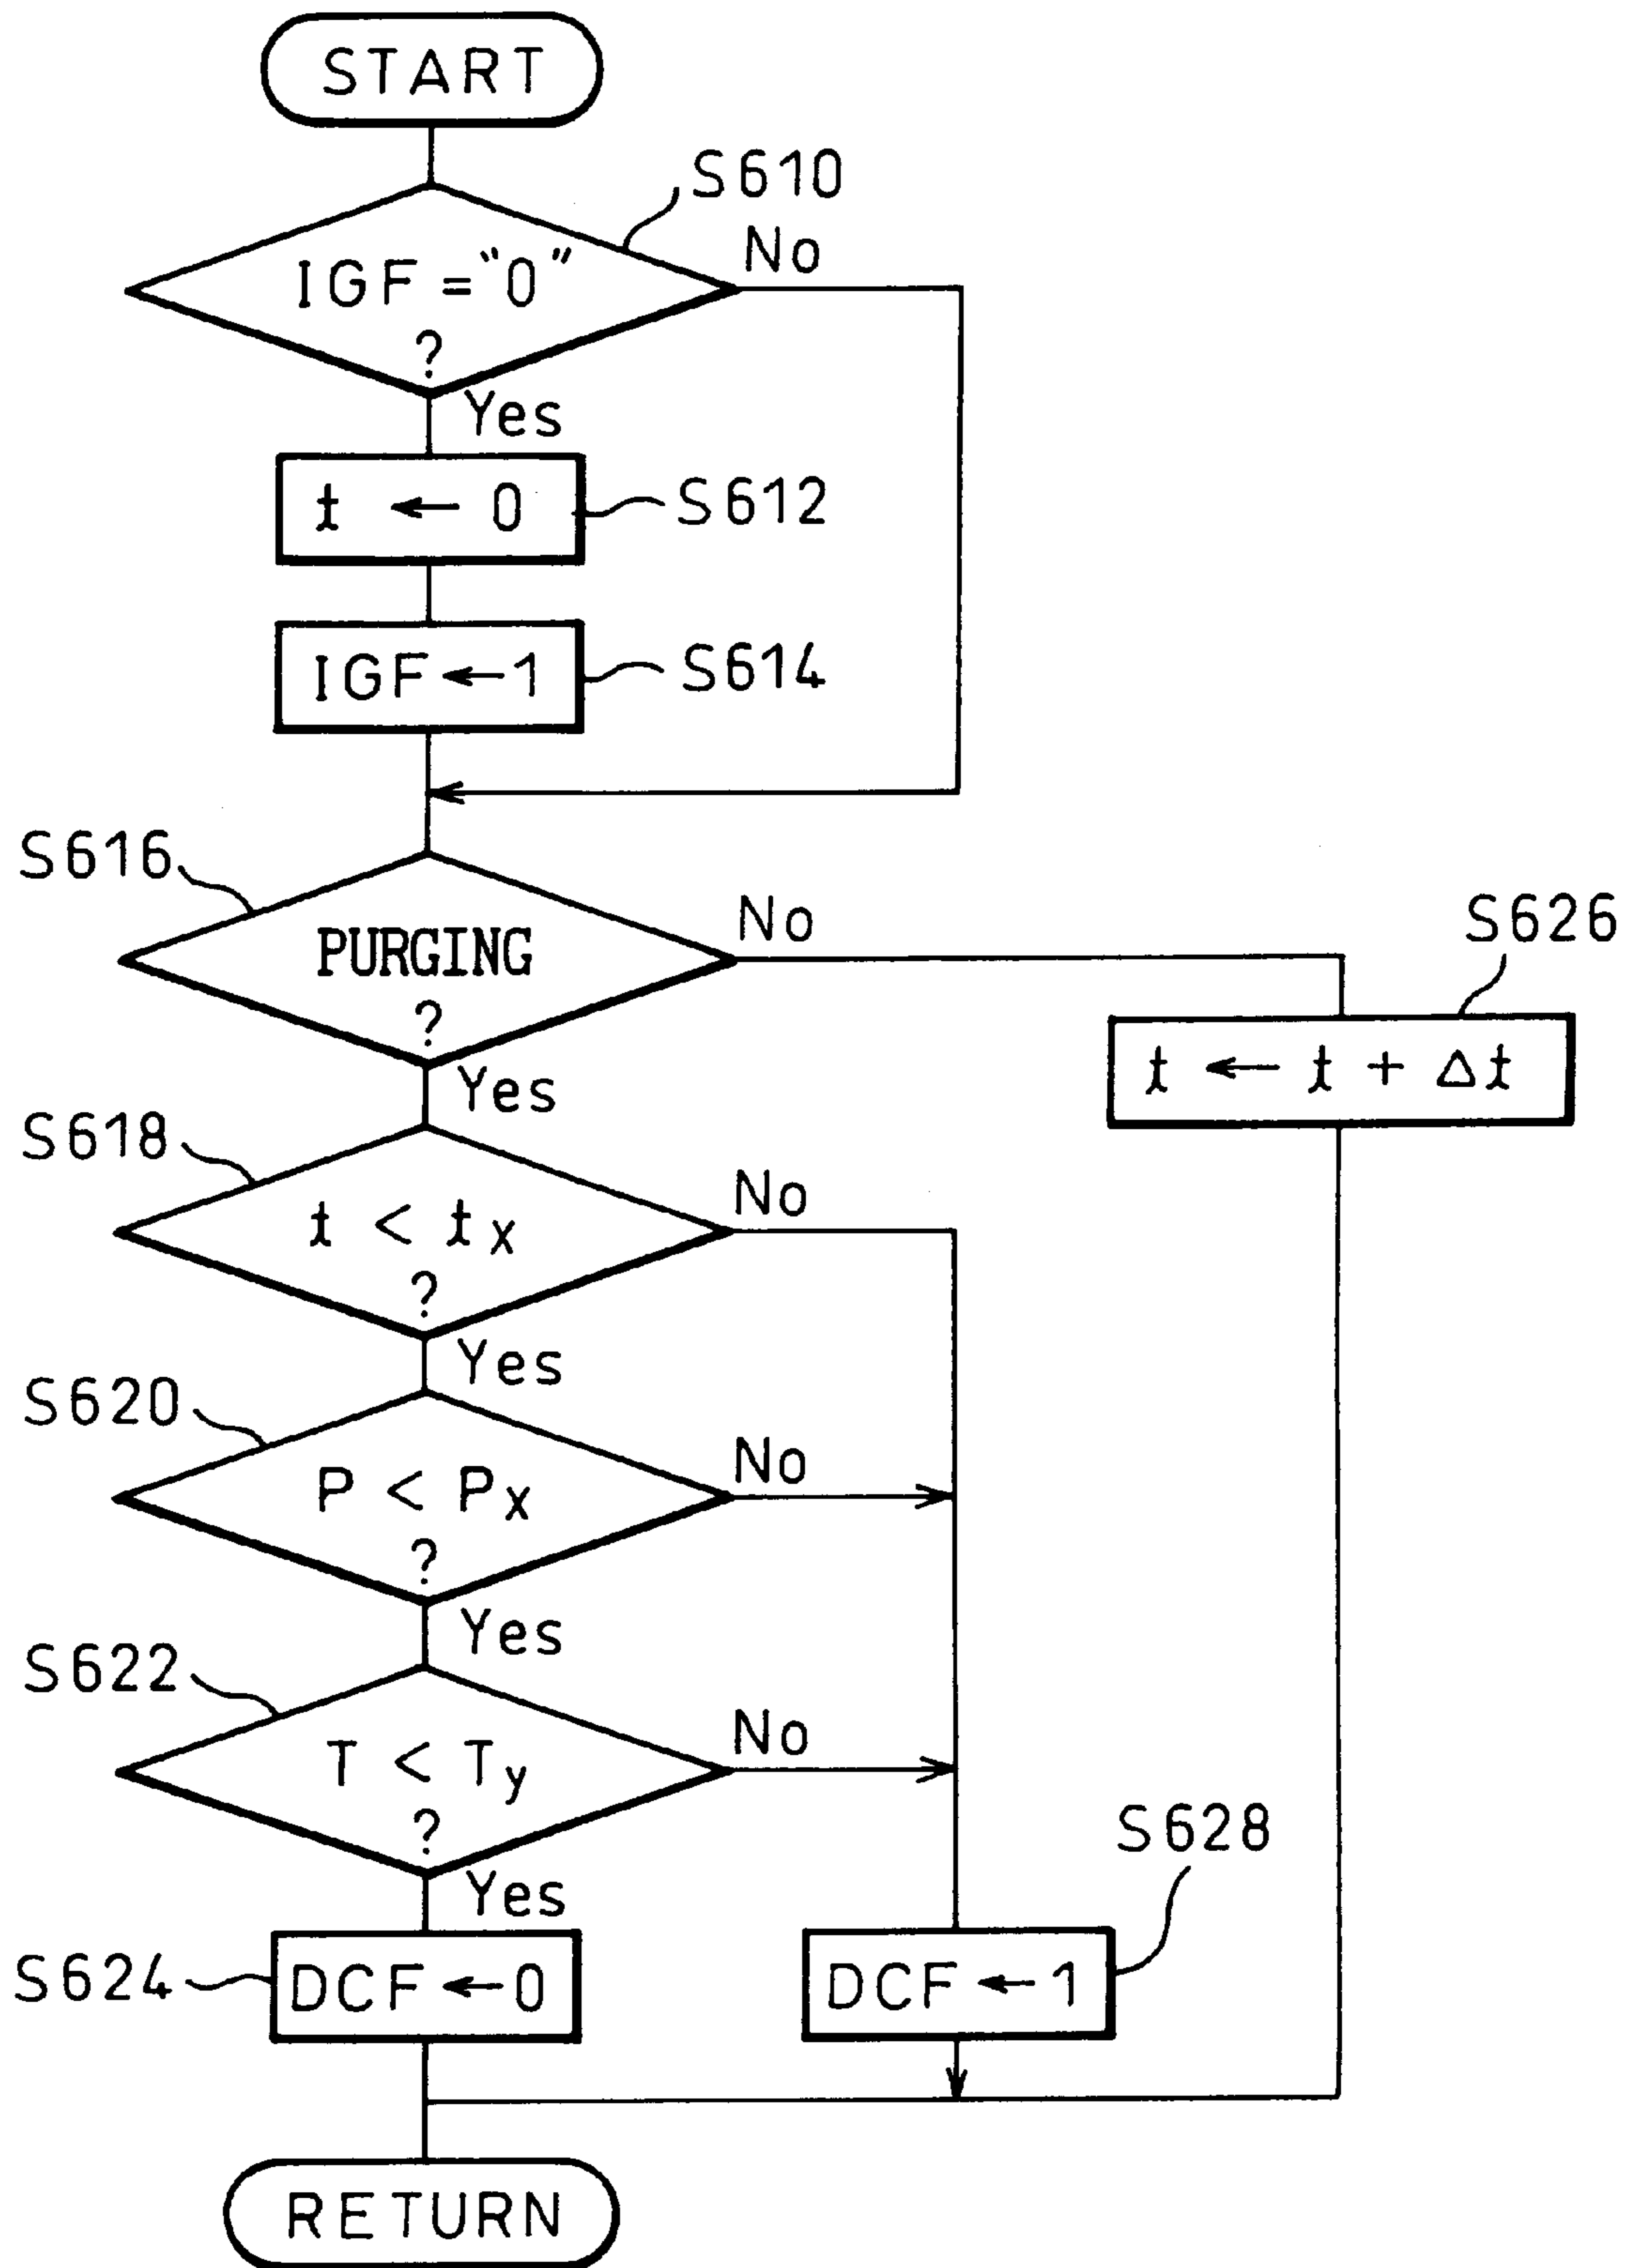 START
S610
IGF = "0"
?
No
Yes
t ← 0
S612
IGF ← 1
S614
S616
PURGING
?
No
Yes
S626
t ← t + Δt
S618
t < tx
?
No
Yes
S620
P < Px
?
No
Yes
S622
T < Ty
?
No
Yes
S628
S624
DCF ← 0
DCF ← 1
RETURN